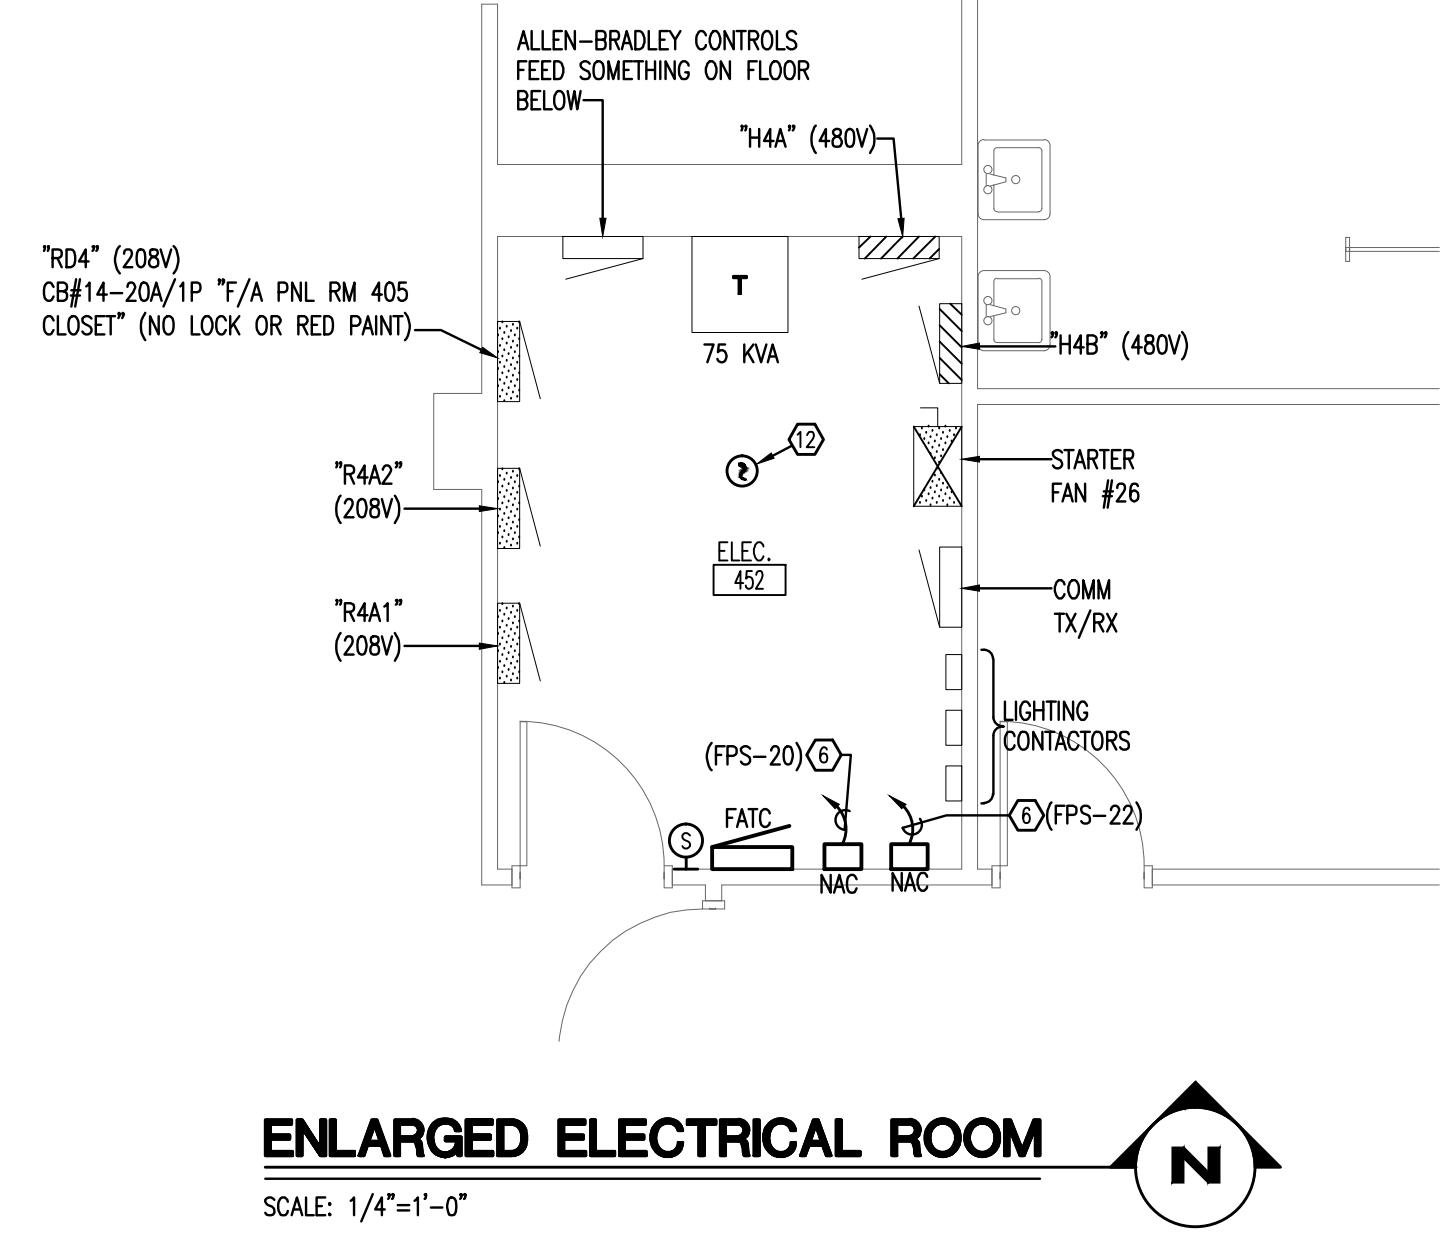 ALLEN-BRADLEY CONTROLS
FEED SOMETHING ON FLOOR
BELOW
"H4A" (480V)
"RD4" (208V)
CB#14-20A/1P "F/A PNL RM 405
CLOSET" (NO LOCK OR RED PAINT)
T
75 KVA
"H4B" (480V)
12
"R4A2"
(208V)
STARTER
FAN #26
ELEC.
452
COMM
TX/RX
"R4A1"
(208V)
LIGHTING
CONTACTORS
(FPS-20) 6
FATC
6 (FPS-22)
S
NAC
NAC
ENLARGED ELECTRICAL ROOM
N
SCALE: 1/4"=1'-0"